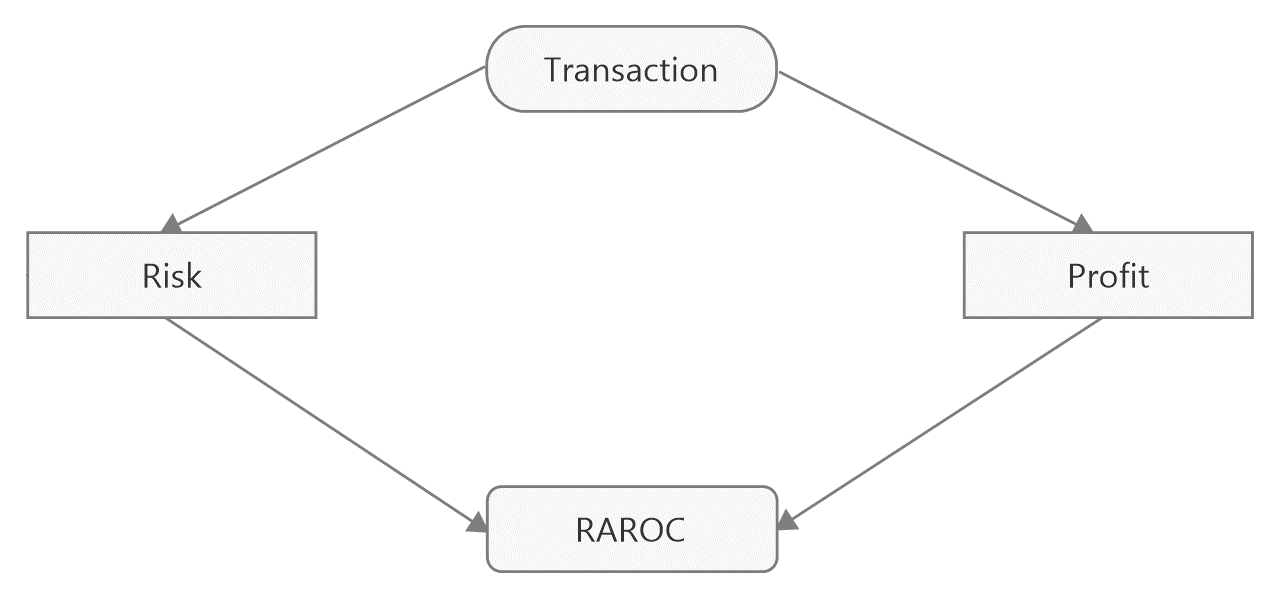 Transaction
Risk
Profit
RAROC